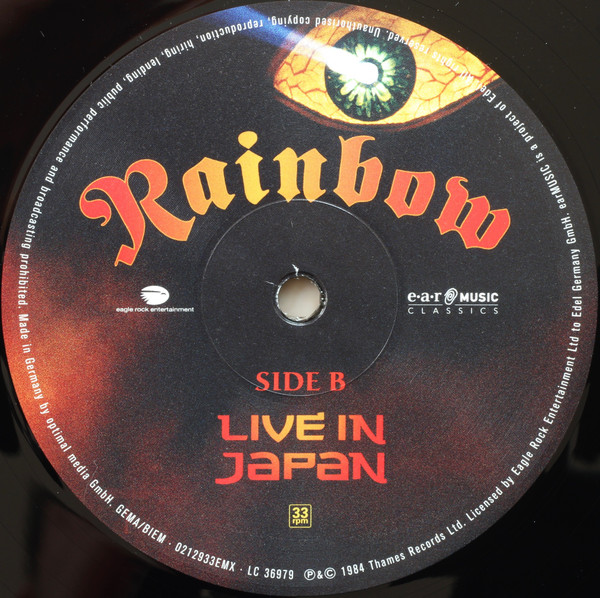 Rainbow
eagle rock entertainment
e·a·r MUSIC
CLASSICS
SIDE B
LIVE IN
JAPAN
33
rpm
℗&© 1984 Thames Records Ltd. Licensed by Eagle Rock Entertainment Ltd to Edel Germany GmbH. earMUSIC is a project of Edel. All rights reserved. Unauthorised copying, reproduction, hiring, lending, public performance and broadcasting prohibited. Made in Germany by optimal media GmbH. GEMA/BIEM · 0212933EMX · LC 36979